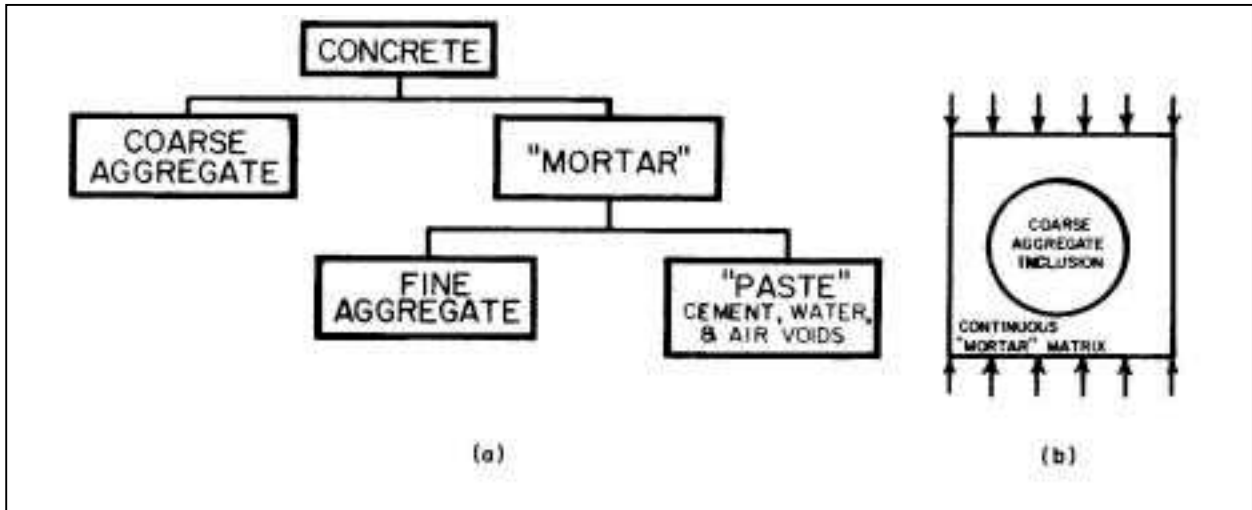 CONCRETE
COARSE
AGGREGATE
"MORTAR"
FINE
AGGREGATE
"PASTE"
CEMENT, WATER,
& AIR VOIDS
(a)
COARSE
AGGREGATE
INCLUSION
CONTINUOUS
"MORTAR" MATRIX
(b)